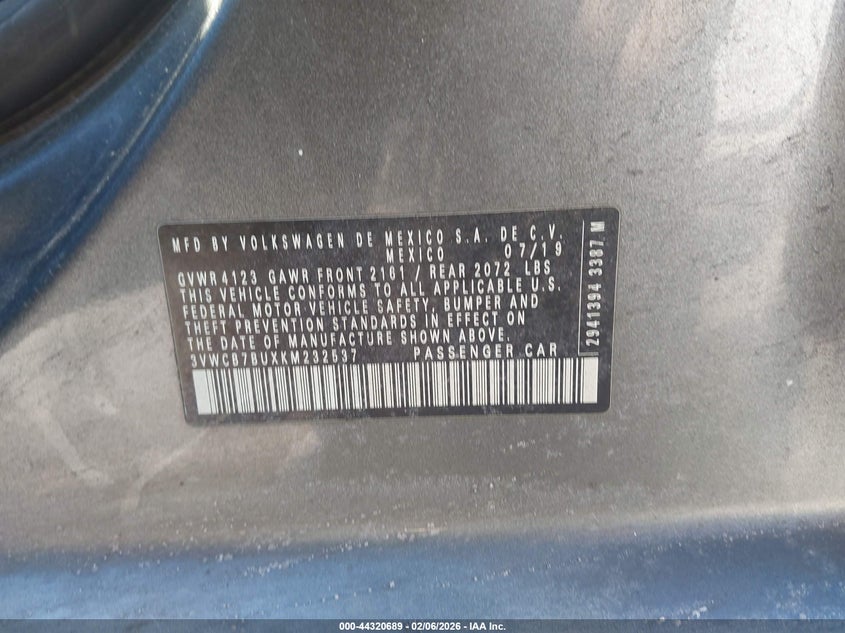 MFD BY VOLKSWAGEN DE MEXICO S.A. DE C.V.
MEXICO 07/19
GVWR 4123 GAWR FRONT 2161 / REAR 2072 LBS
THIS VEHICLE CONFORMS TO ALL APPLICABLE U.S.
FEDERAL MOTOR VEHICLE SAFETY, BUMPER AND
THEFT PREVENTION STANDARDS IN EFFECT ON
THE DATE OF MANUFACTURE SHOWN ABOVE.
3VWCB7BUXKM232537 PASSENGER CAR
2941394 3387 M
000-44320689 - 02/06/2026 - IAA Inc.